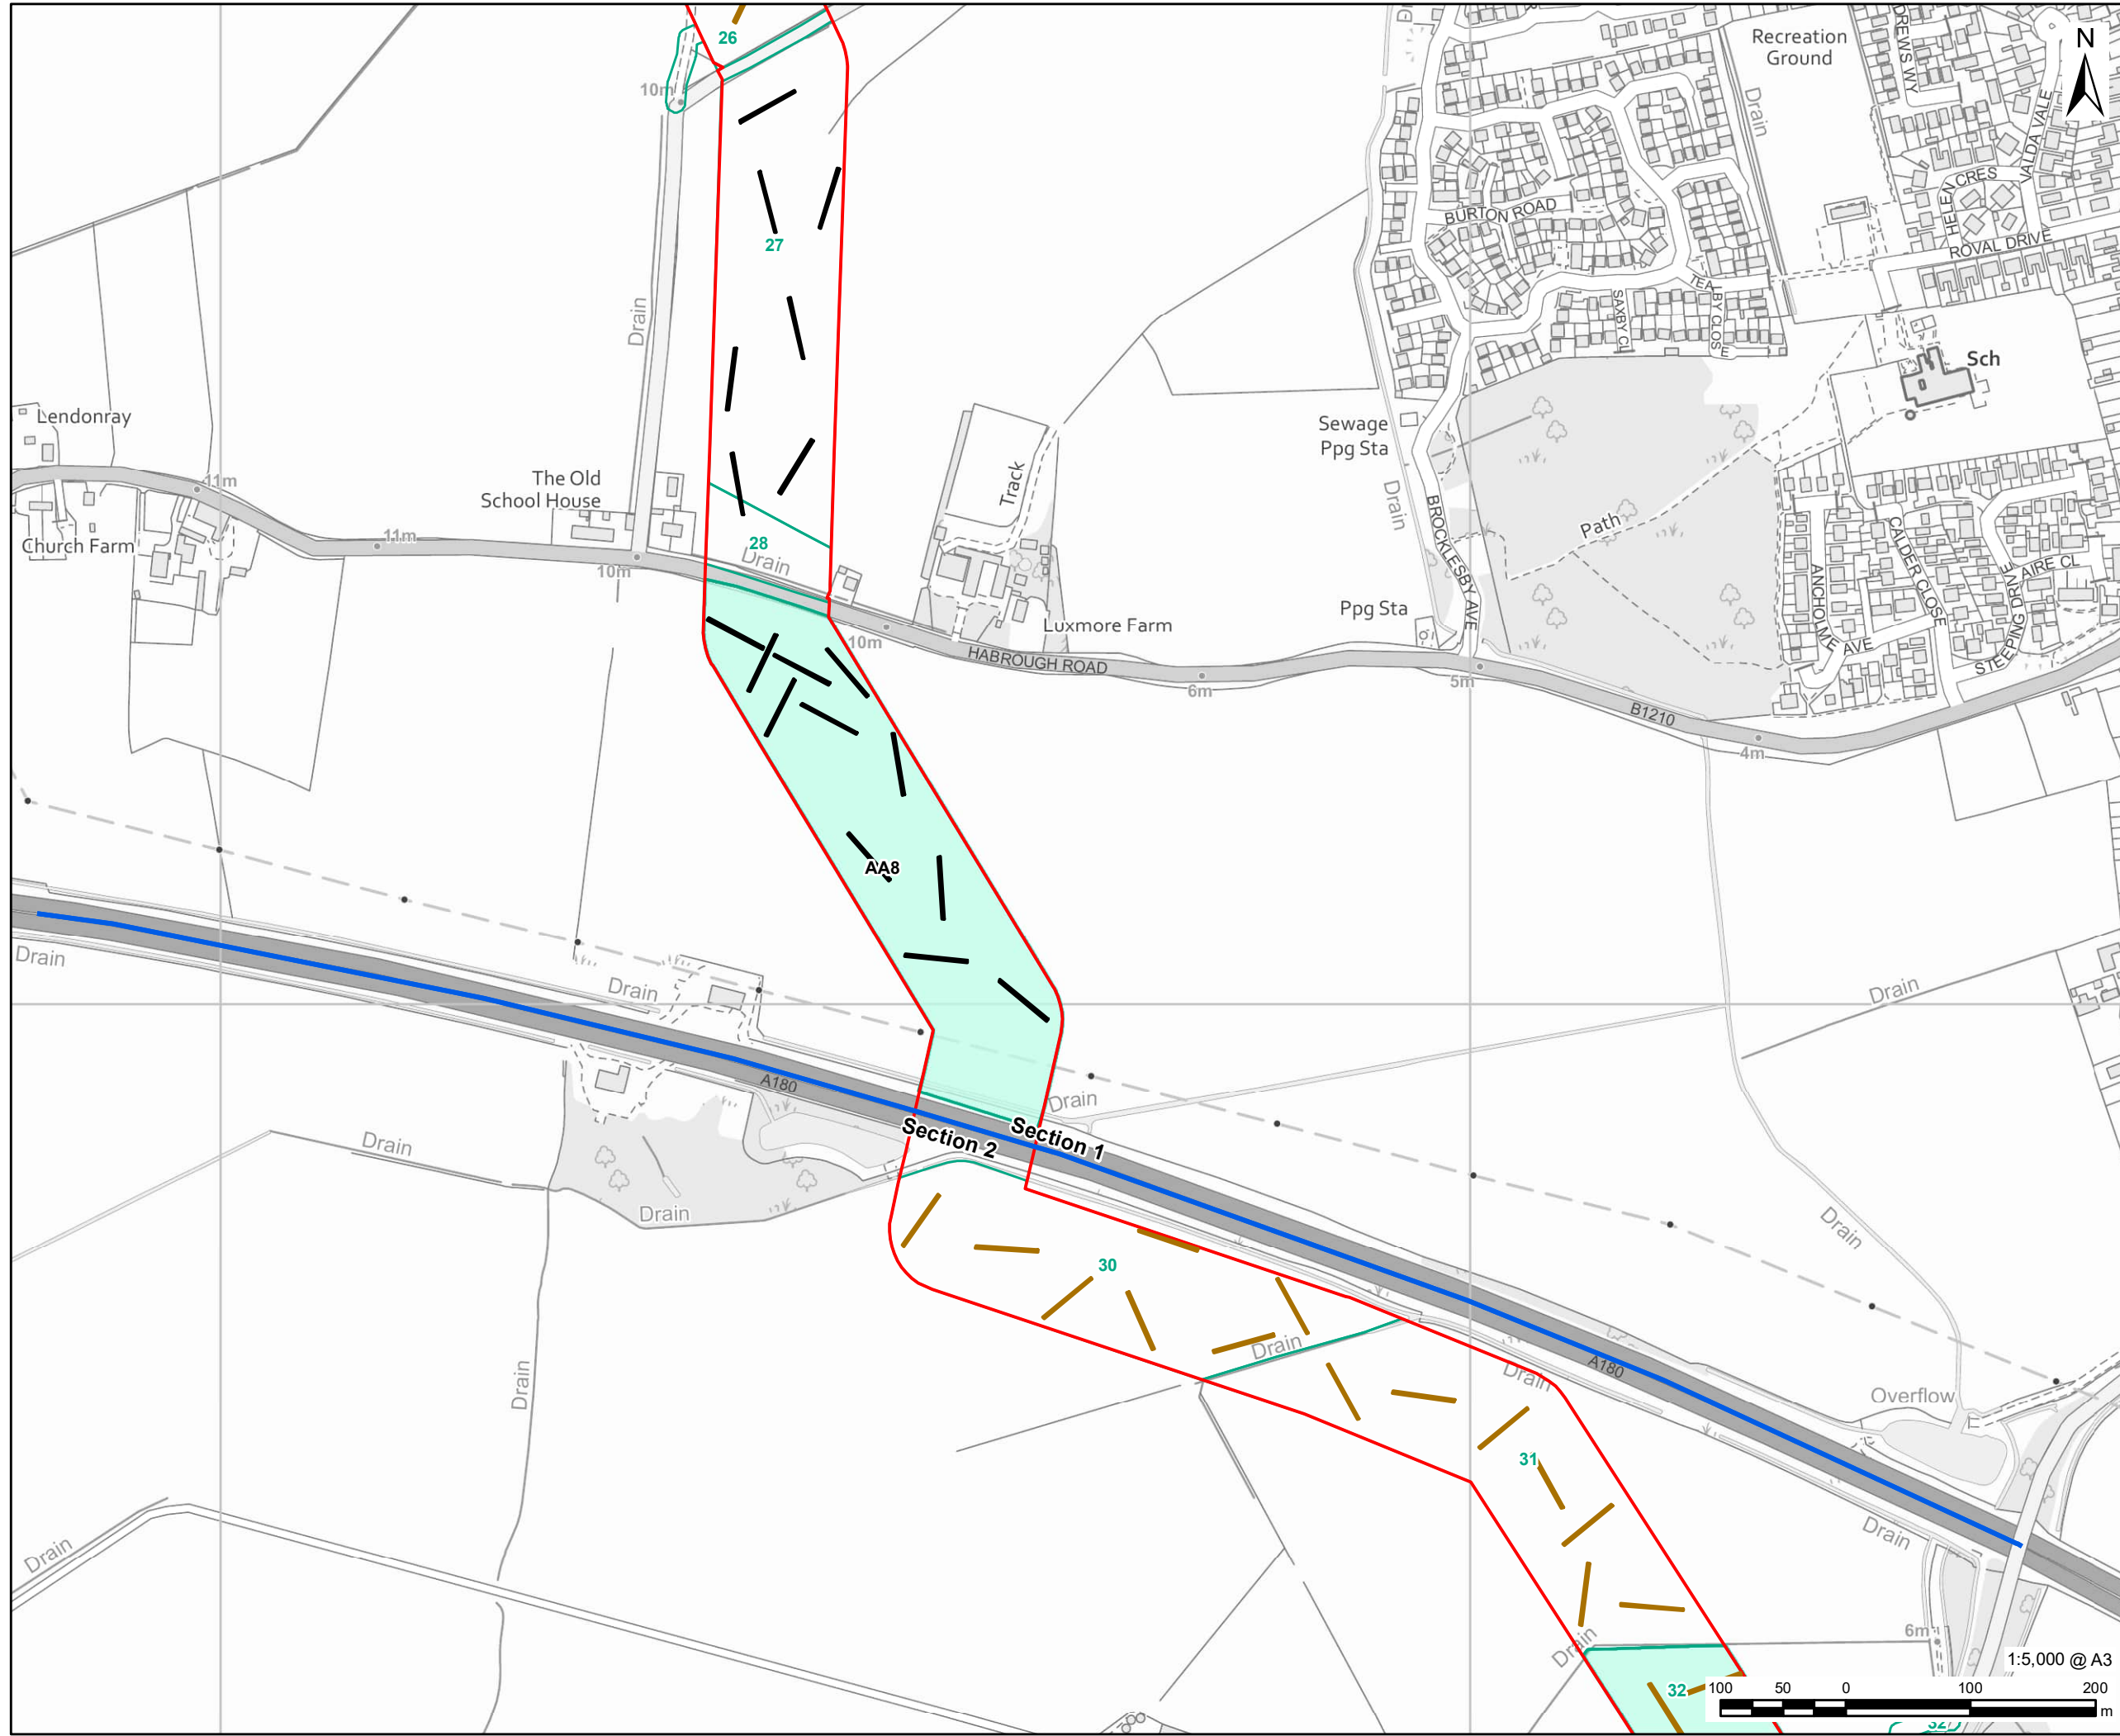 26
Recreation
Ground
N
DREWS WY
VALDA VALE
10m
Drain
HELEN CRES
BURTON ROAD
ROVAL DRIVE
27
TEALBY CLOSE
SAXBY CL
Drain
Sch
Lendonray
Sewage
Ppg Sta
The Old
School House
11m
Track
Drain
Path
Church Farm
11m
28
Drain
10m
BROCKLESBY AVE
ANCHOLME
AVE
CALDER CLOSE
STEEPING DRIVE
AIRE CL
Ppg Sta
10m
Luxmore Farm
HABROUGH ROAD
6m
5m
B1210
4m
AA8
Drain
Drain
Drain
A180
Drain
Section 1
Section 2
Drain
Drain
Drain
30
Drain
Drain
Drain
A180
Overflow
31
Drain
Drain
Drain
6m
1:5,000 @ A3
32
100 50 0 100 200
m
32